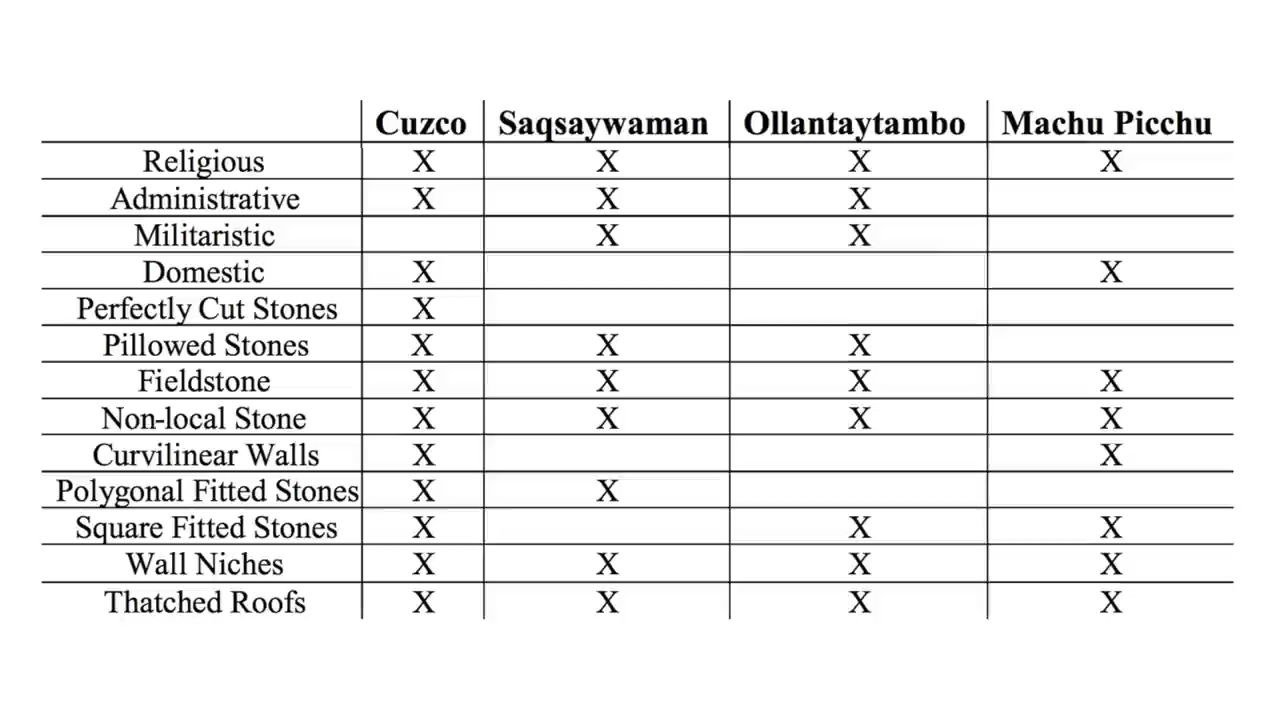 Cuzco Saqsaywaman Ollantaytambo Machu Picchu
Religious X X X X
Administrative X X X
Militaristic X X
Domestic X X
Perfectly Cut Stones X
Pillowed Stones X X X
Fieldstone X X X X
Non-local Stone X X X X
Curvilinear Walls X X
Polygonal Fitted Stones X X
Square Fitted Stones X X X
Wall Niches X X X X
Thatched Roofs X X X X